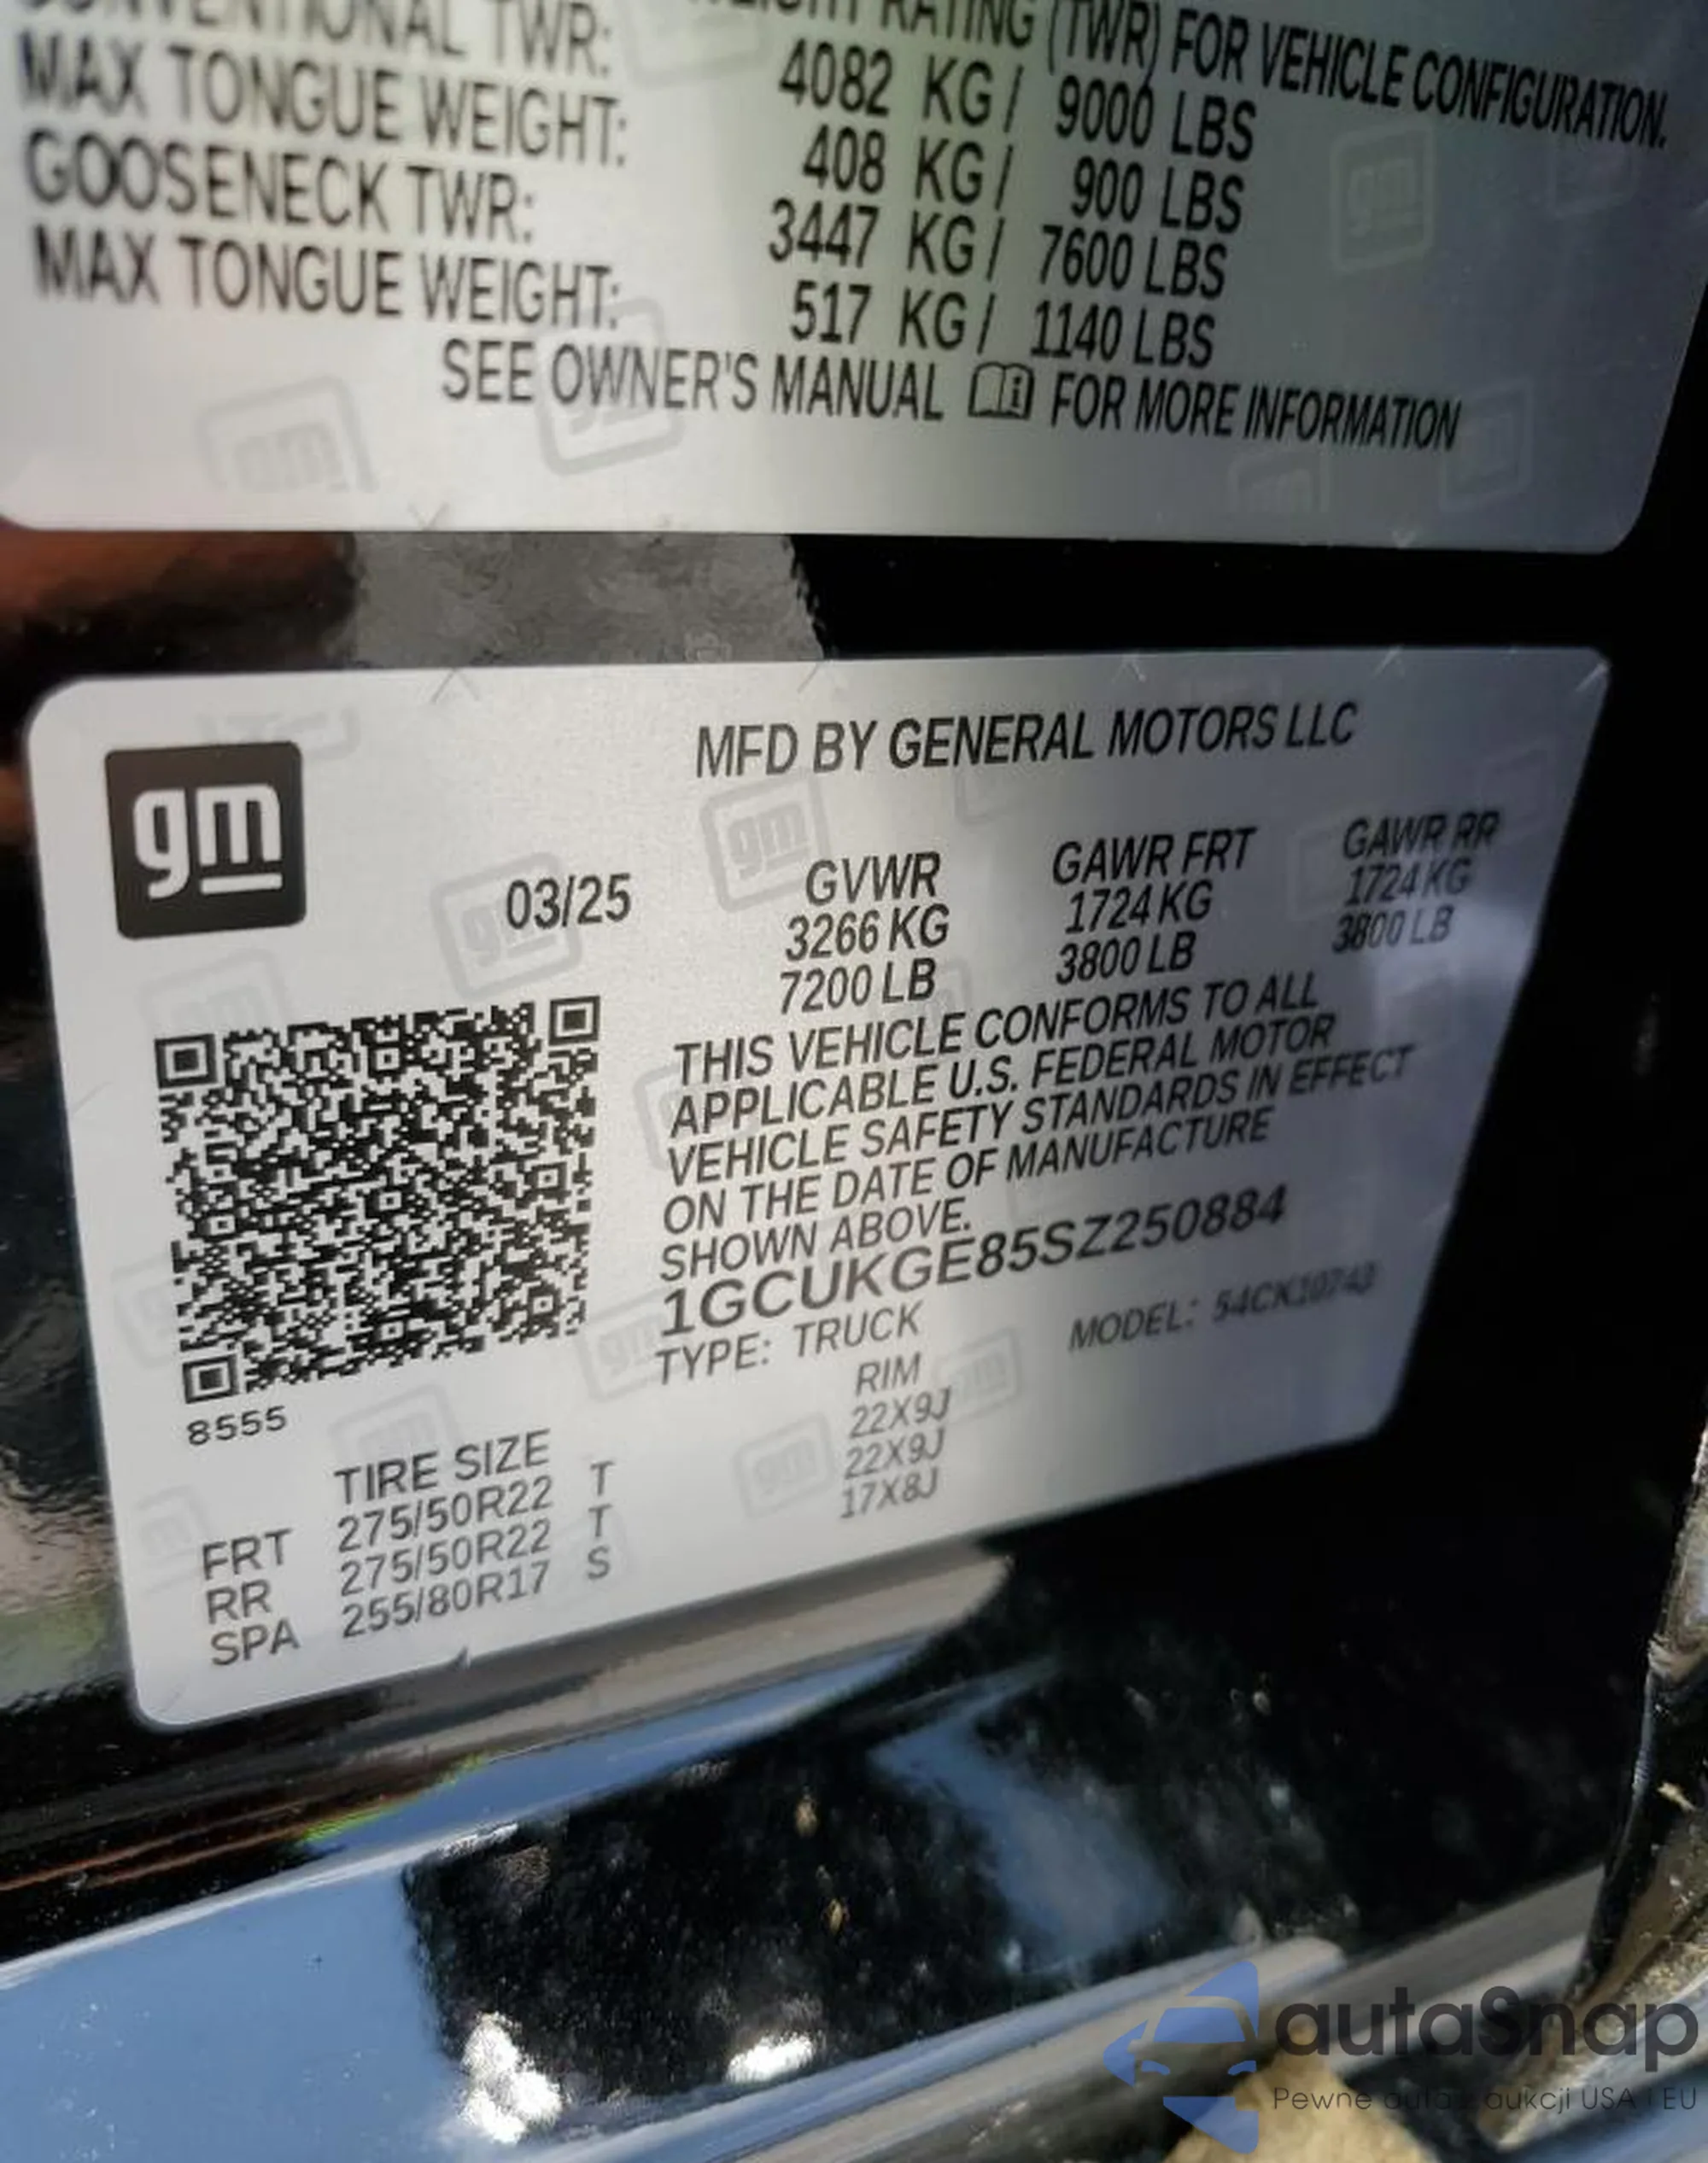 CONVENTIONAL TWR: 4082 KG / 9000 LBS
RATING (TWR) FOR VEHICLE CONFIGURATION.
MAX TONGUE WEIGHT: 408 KG / 900 LBS
GOOSENECK TWR: 3447 KG / 7600 LBS
MAX TONGUE WEIGHT: 517 KG / 1140 LBS
SEE OWNER'S MANUAL FOR MORE INFORMATION
gm
MFD BY GENERAL MOTORS LLC
03/25
GVWR GAWR FRT GAWR RR
3266 KG 1724 KG 1724 KG
7200 LB 3800 LB 3800 LB
THIS VEHICLE CONFORMS TO ALL
APPLICABLE U.S. FEDERAL MOTOR
VEHICLE SAFETY STANDARDS IN EFFECT
ON THE DATE OF MANUFACTURE
SHOWN ABOVE.
1GCUKGE85SZ250884
TYPE: TRUCK MODEL:
8555
TIRE SIZE RIM
FRT 275/50R22 T 22X9J
RR 275/50R22 T 22X9J
SPA 255/80R17 S 17X8J
autaSnap
Pewne auta z aukcji USA i EU